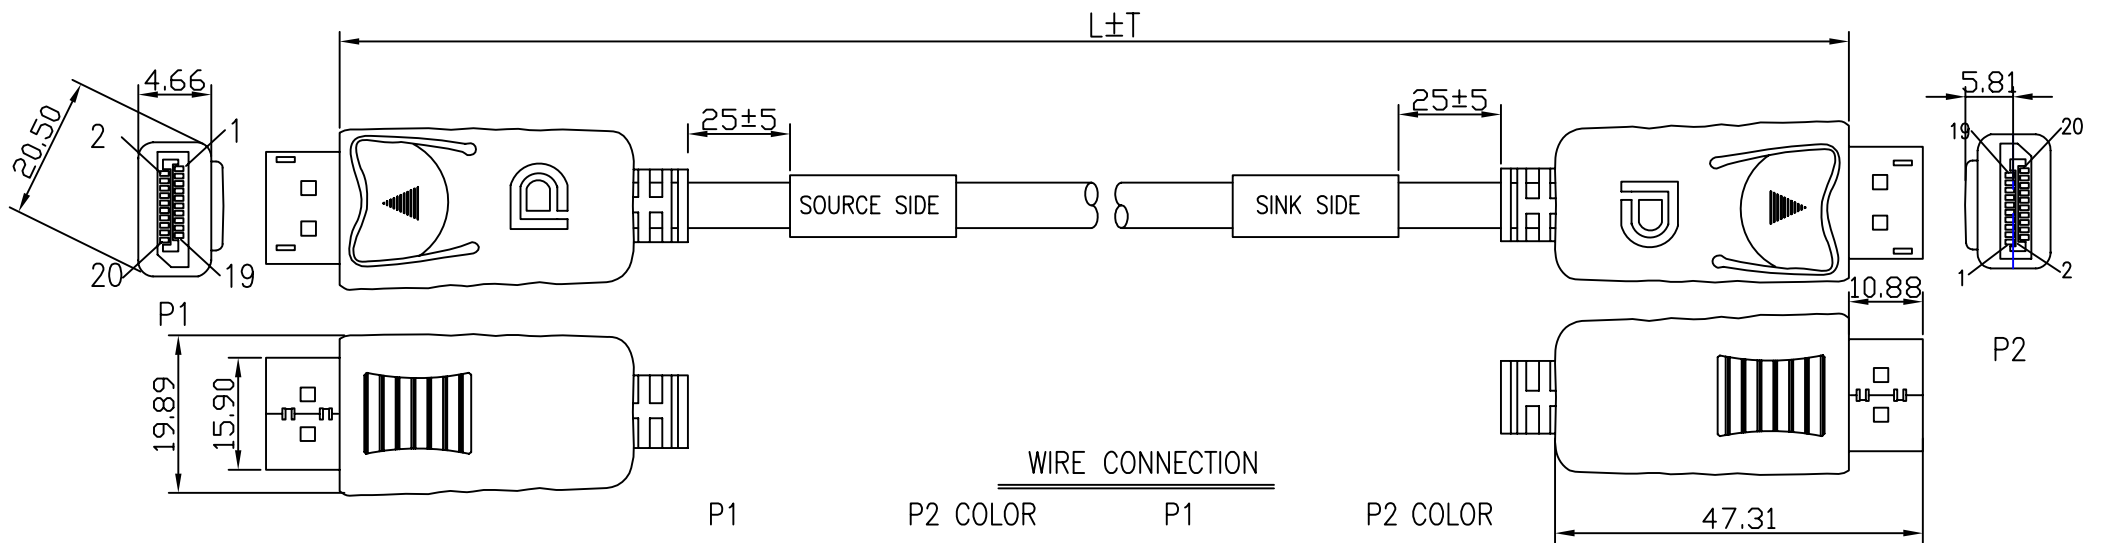 L±T
4.66
20.50
2
1
20
19
P1
25±5
SOURCE SIDE
SINK SIDE
25±5
5.81
19
20
1
2
P2
10.88
19.89
15.90
47.31
WIRE CONNECTION
P1 P2 COLOR P1 P2 COLOR